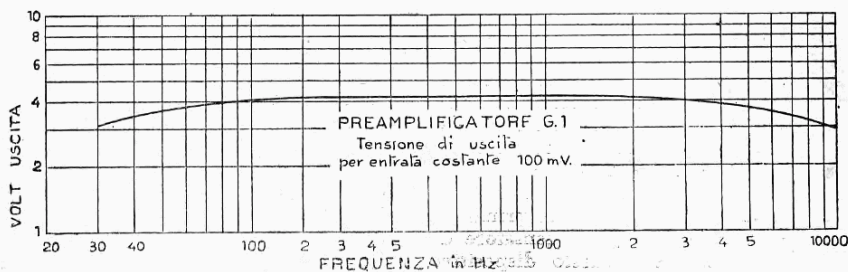 10
8
6
4
2
1
VOLT USCITA
PREAMPLIFICATORE G.1
Tensione di uscita
per entrata costante 100 mV.
20 30 40 100 2 3 4 5 1000 2 3 4 5 10000
FREQUENZA in Hz